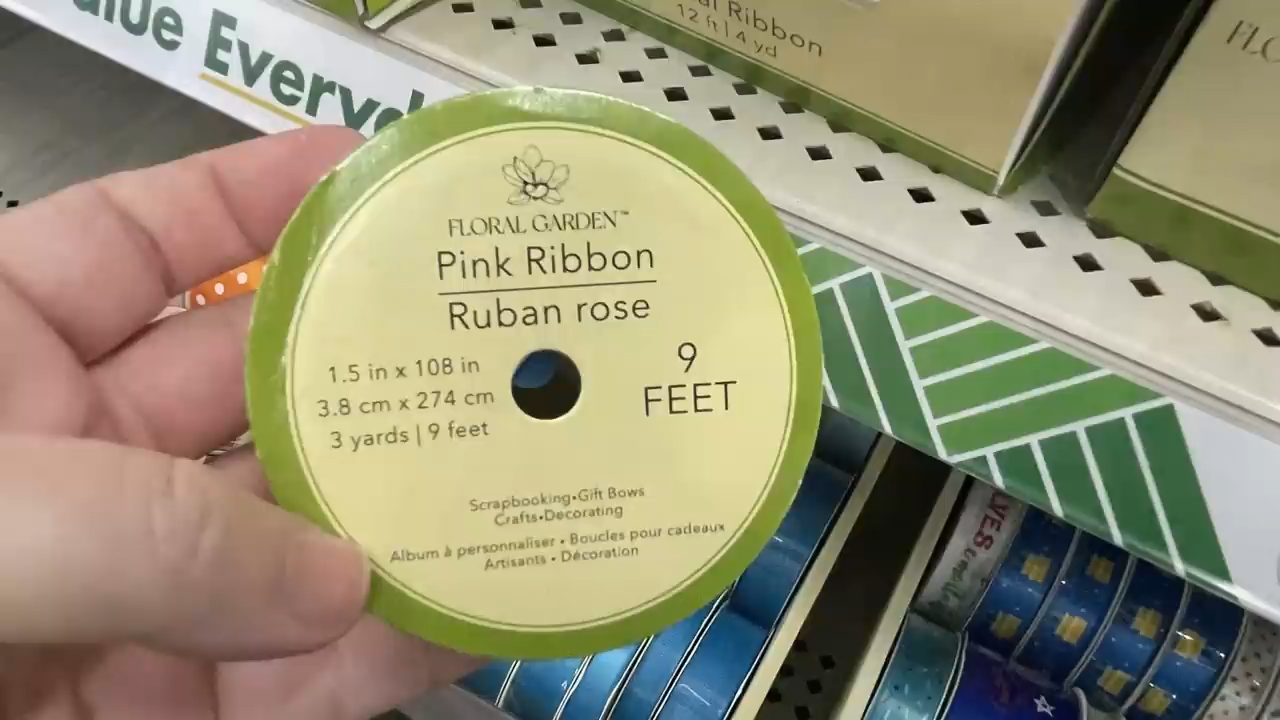 Everyd
Ribbon
12 ft | 4 yd
FLORAL GARDEN™
Pink Ribbon
Ruban rose
1.5 in x 108 in
3.8 cm x 274 cm
3 yards | 9 feet
9
FEET
Scrapbooking•Gift Bows
Crafts•Decorating
Album à personnaliser • Boucles pour cadeaux
Artisants • Décoration